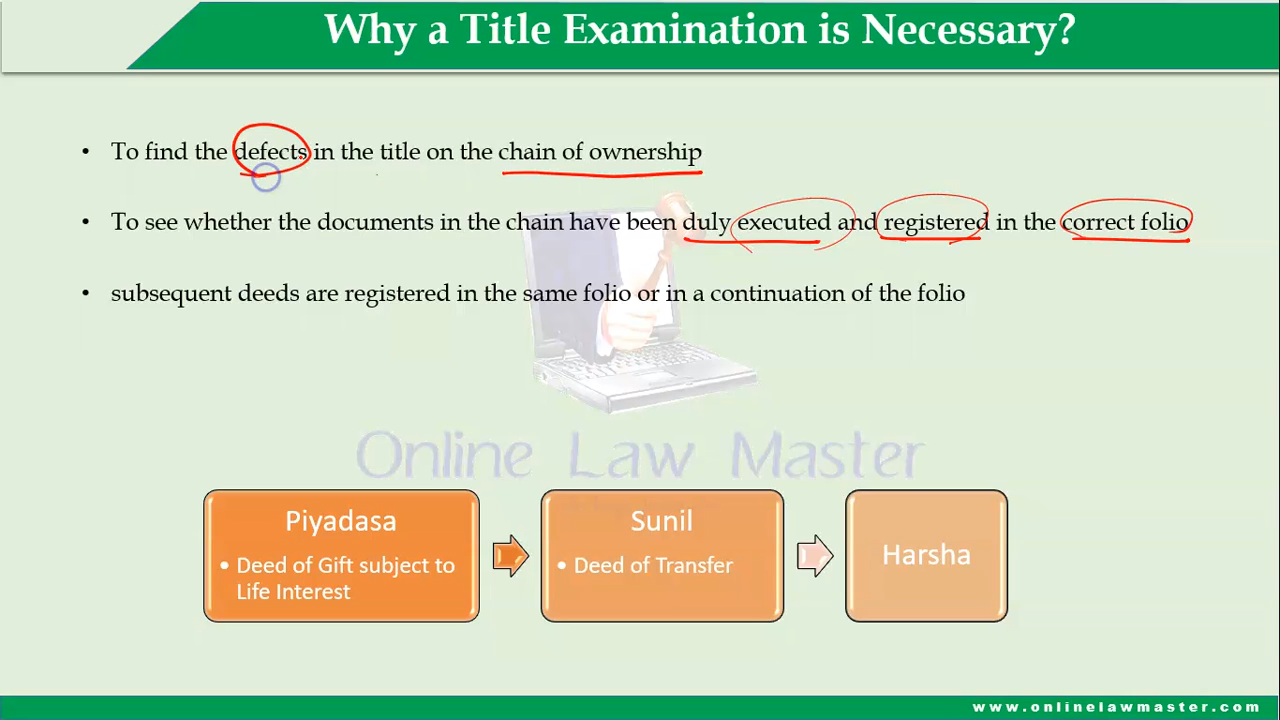 Why a Title Examination is Necessary?
• To find the defects in the title on the chain of ownership
• To see whether the documents in the chain have been duly executed and registered in the correct folio
• subsequent deeds are registered in the same folio or in a continuation of the folio
Online Law Master
Piyadasa
• Deed of Gift subject to
Life Interest
Sunil
• Deed of Transfer
Harsha
www.onlinelawmaster.com